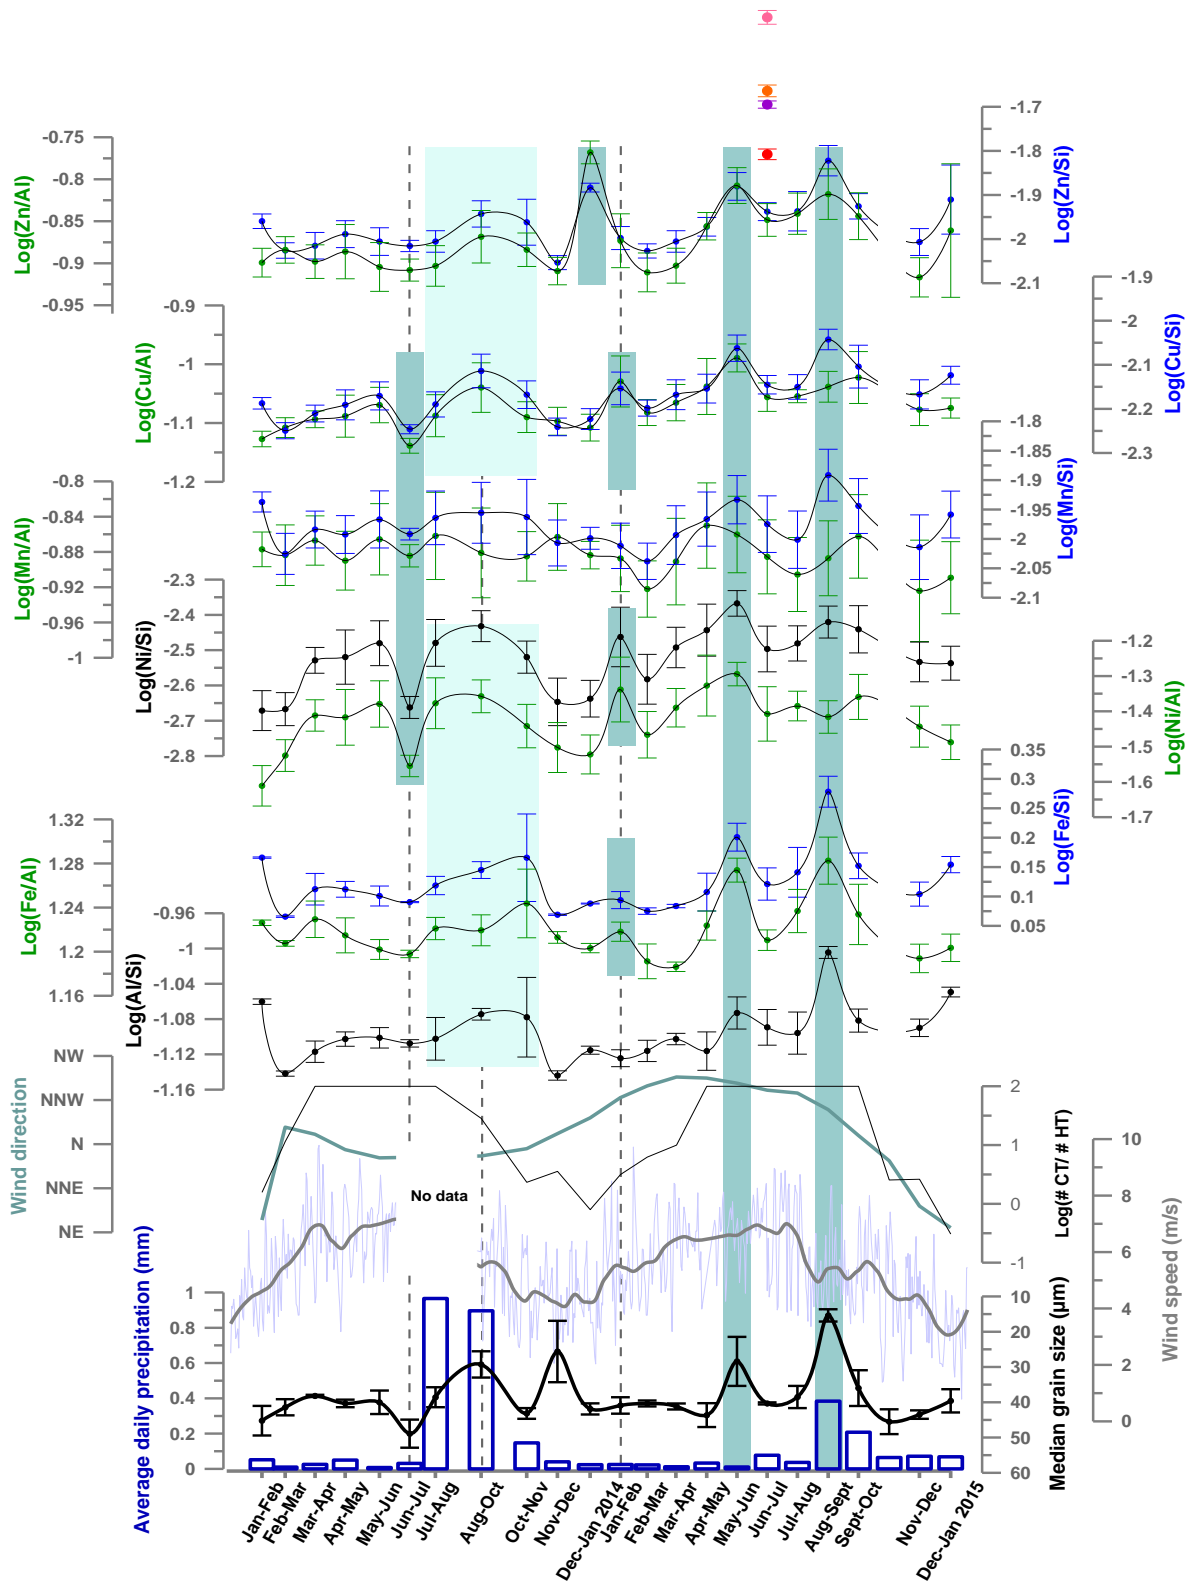 -0.75
-0.8
-0.85
-0.9
-0.95
Log(Zn/Al)
-1.7
-1.8
-1.9
-2
-2.1
Log(Zn/Si)
-0.9
-1
-1.1
-1.2
Log(Cu/Al)
-1.9
-2
-2.1
-2.2
-2.3
Log(Cu/Si)
-0.8
-0.84
-0.88
-0.92
-0.96
-1
Log(Mn/Al)
-1.8
-1.85
-1.9
-1.95
-2
-2.05
-2.1
Log(Mn/Si)
-2.3
-2.4
-2.5
-2.6
-2.7
-2.8
Log(Ni/Si)
-1.2
-1.3
-1.4
-1.5
-1.6
-1.7
Log(Ni/Al)
1.32
1.28
1.24
1.2
1.16
Log(Fe/Al)
0.35
0.3
0.25
0.2
0.15
0.1
0.05
Log(Fe/Si)
-0.96
-1
-1.04
-1.08
-1.12
-1.16
Log(Al/Si)
NW
NNW
N
NNE
NE
Wind direction
No data
2
1
0
-1
Log(# CT/ # HT)
10
8
6
4
2
0
Wind speed (m/s)
1
0.8
0.6
0.4
0.2
0
Average daily precipitation (mm)
10
15
20
25
30
35
40
45
50
55
60
Median grain size (µm)
Jan-Feb
Feb-Mar
Mar-Apr
Apr-May
May-Jun
Jun-Jul
Jul-Aug
Aug-Oct
Oct-Nov
Nov-Dec
Dec-Jan 2014
Jan-Feb
Feb-Mar
Mar-Apr
Apr-May
May-Jun
Jun-Jul
Jul-Aug
Aug-Sept
Sept-Oct
Nov-Dec
Dec-Jan 2015